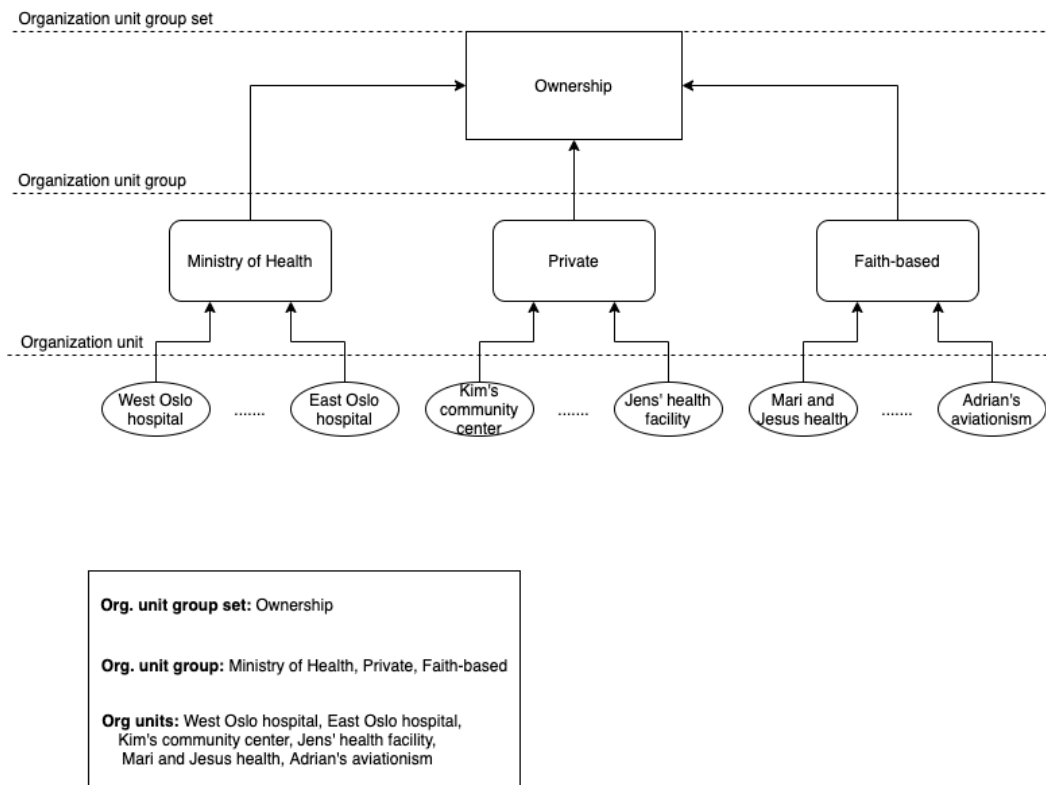 Organization unit group set
Ownership
Organization unit group
Ministry of Health
Private
Faith-based
Organization unit
West Oslo
hospital
.......
East Oslo
hospital
Kim's
community
center
.......
Jens' health
facility
Mari and
Jesus health
.......
Adrian's
aviationism
Org. unit group set: Ownership
Org. unit group: Ministry of Health, Private, Faith-based
Org units: West Oslo hospital, East Oslo hospital,
Kim's community center, Jens' health facility,
Mari and Jesus health, Adrian's aviationism